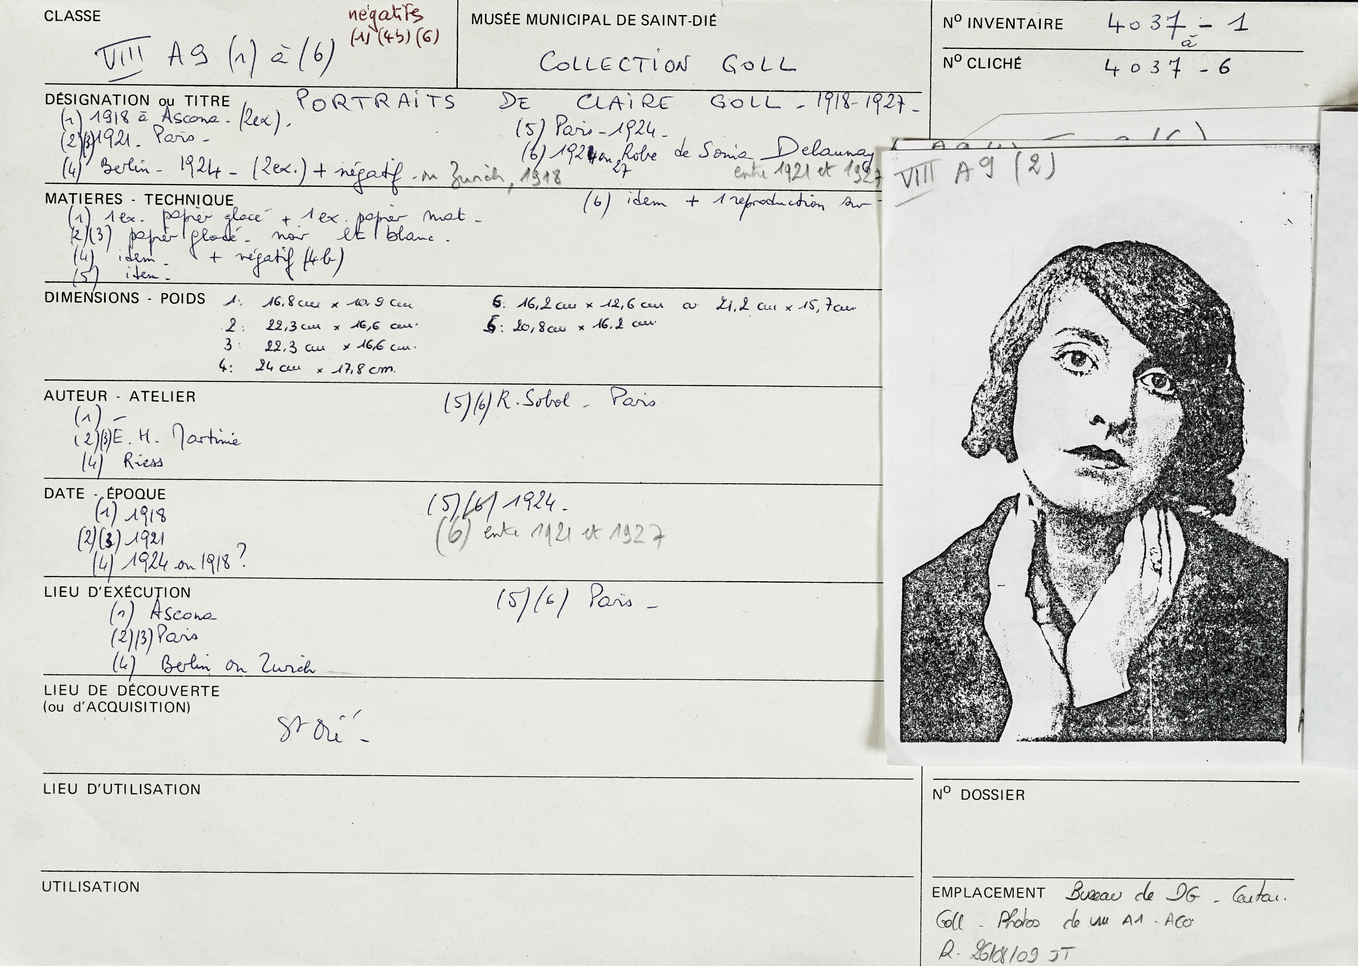 CLASSE
négatifs
(1) (4b) (6)
VIII A9 (1) à (6)
MUSÉE MUNICIPAL DE SAINT-DIÉ
COLLECTION GOLL
N° INVENTAIRE 4037 - 1
à
N° CLICHÉ 4037 - 6
DÉSIGNATION ou TITRE PORTRAITS DE CLAIRE GOLL - 1918-1927 -
(1) 1918 à Ascona - (2ex).
(2)(3) 1921. Paris -
(4) Berlin - 1924 - (2ex.) + négatif - ou Zurich, 1918
(5) Paris - 1924 -
(6) 1924 Robe de Sonia Delaunay
27
entre 1921 et 1927
VIII A9 (2)
MATIERES - TECHNIQUE
(1) 1 ex. papier glacé + 1 ex. papier mat -
(2)(3) papier glacé - noir et blanc -
(4) idem - + négatif (4b)
(5) idem -
(6) idem + 1 reproduction sur
DIMENSIONS - POIDS
1: 16,8 cm x 10,9 cm
2: 22,3 cm x 16,6 cm.
3: 22,3 cm x 16,6 cm.
4: 24 cm x 17,8 cm.
6: 16,2 cm x 12,6 cm ou 21,2 cm x 15,7 cm
5: 20,8 cm x 16,2 cm
AUTEUR - ATELIER
(1) -
(2)(3) E. H. Martinie
(4) Riess
(5)(6) R. Sobol - Paris
DATE - ÉPOQUE
(1) 1918
(2)(3) 1921
(4) 1924 ou 1918 ?
(5)(6) 1924 -
(6) entre 1921 et 1927
LIEU D'EXÉCUTION
(1) Ascona
(2)(3) Paris
(4) Berlin ou Zurich
(5)(6) Paris -
LIEU DE DÉCOUVERTE
(ou d'ACQUISITION)
St Dié -
LIEU D'UTILISATION
N° DOSSIER
UTILISATION
EMPLACEMENT Bureau de DG -
Goll - Photos de A1 -
R. 26/08/09 JT